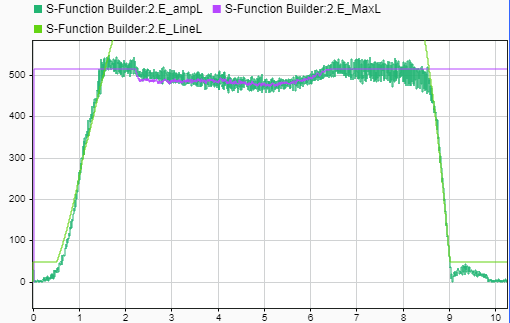 S-Function Builder:2.E_ampL S-Function Builder:2.E_MaxL
S-Function Builder:2.E_LineL
500
400
300
200
100
0
0 1 2 3 4 5 6 7 8 9 10